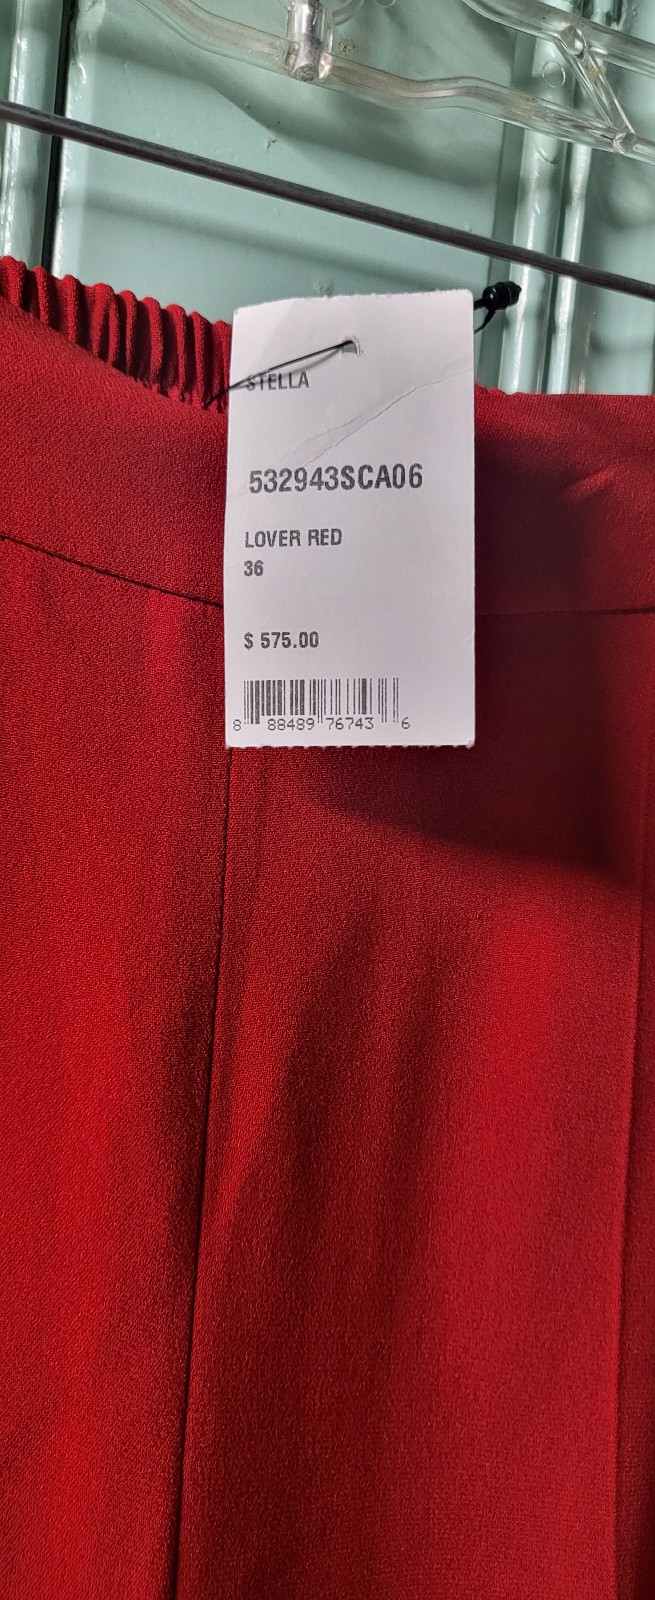 STELLA
532943SCA06
LOVER RED
36
$ 575.00
8 88489 76743 6